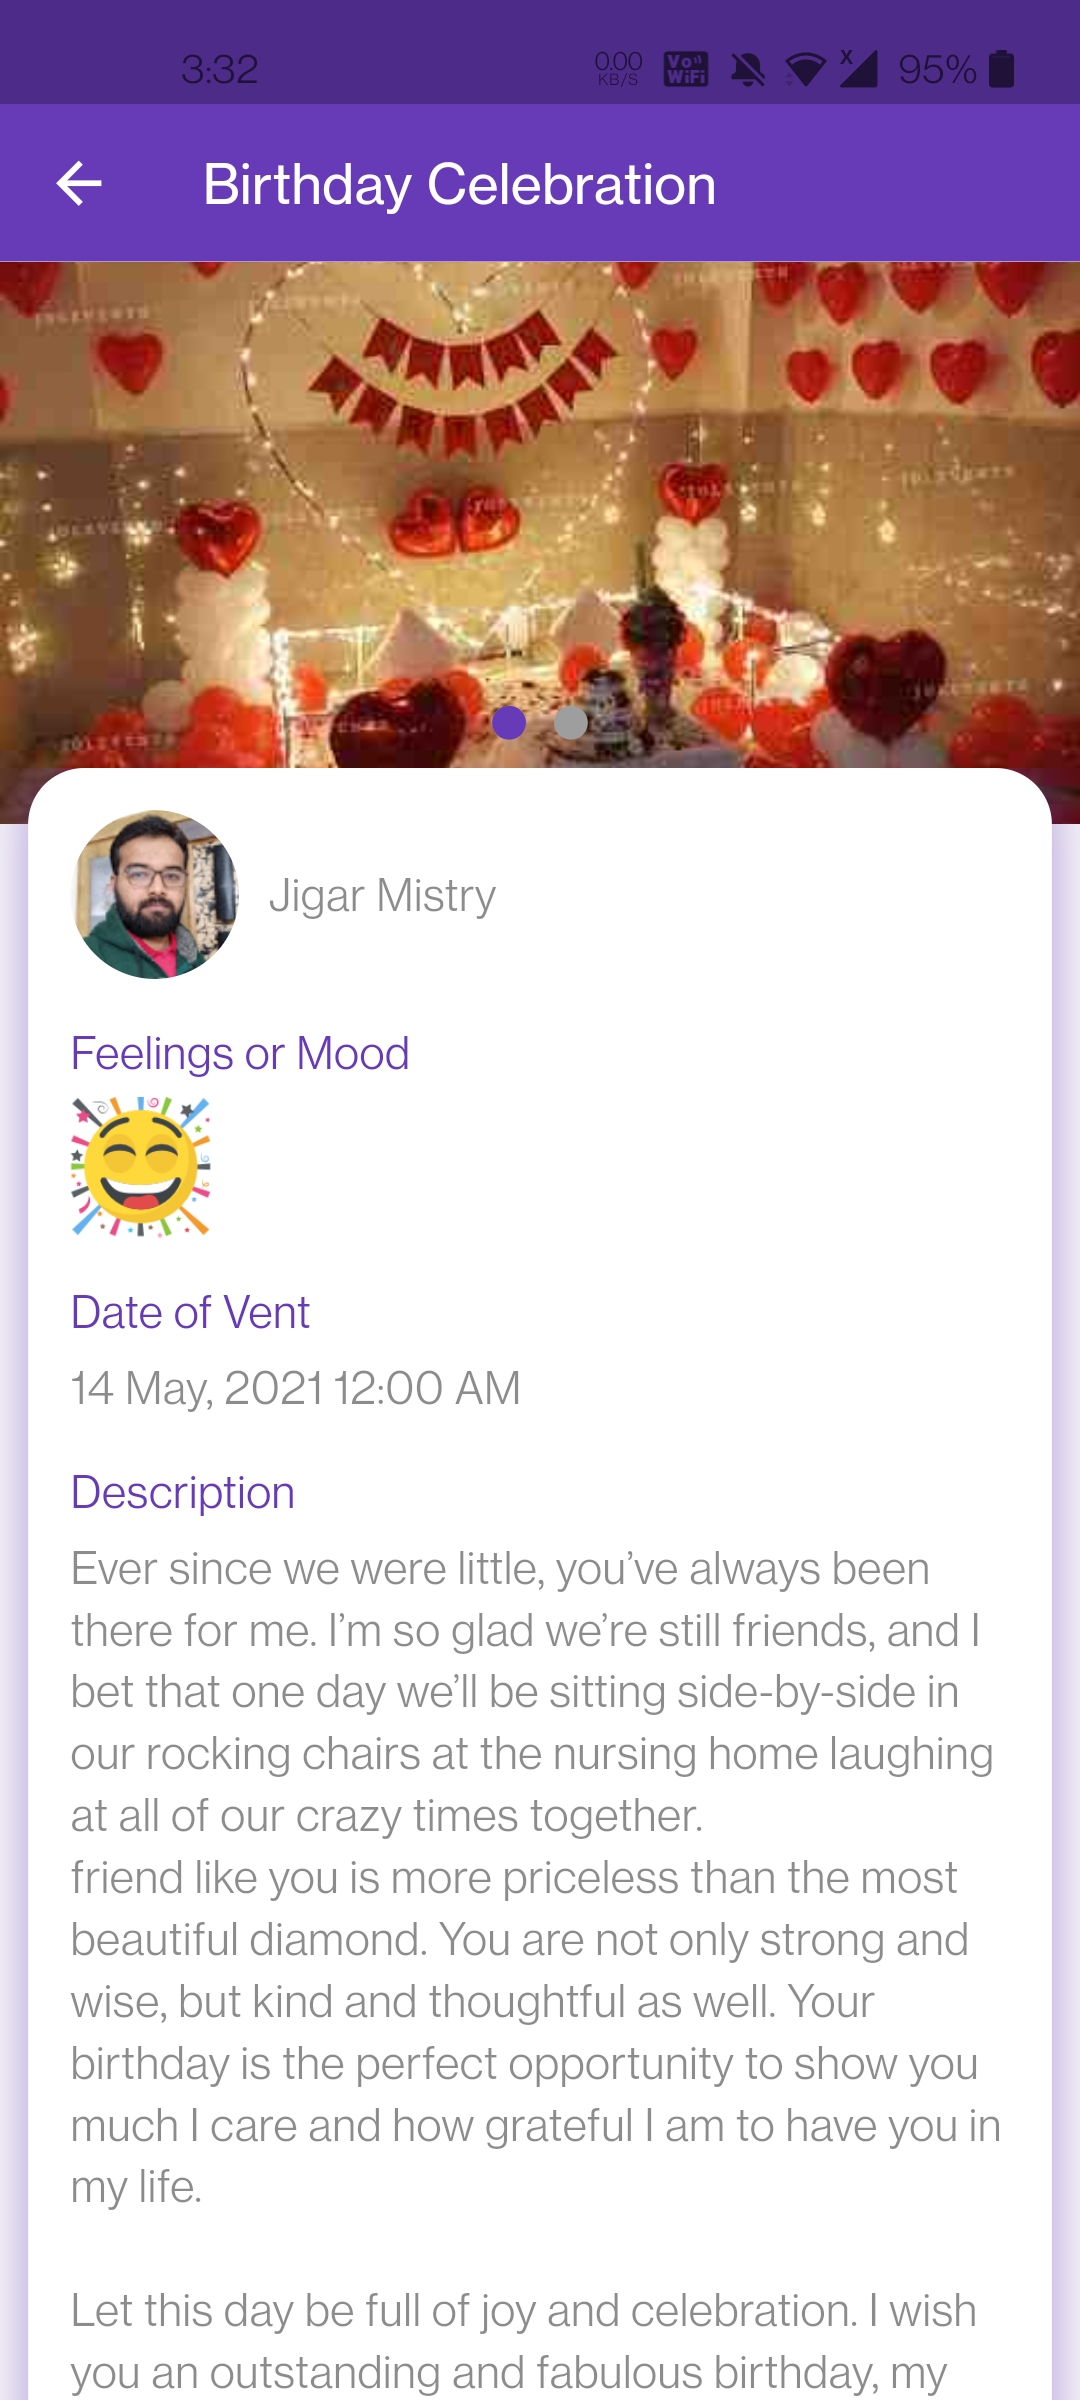 3:32
0.00
KB/S
Vo
WiFi
x
95%
Birthday Celebration
Jigar Mistry
Feelings or Mood
Date of Vent
14 May, 2021 12:00 AM
Description
Ever since we were little, you’ve always been
there for me. I’m so glad we’re still friends, and I
bet that one day we’ll be sitting side-by-side in
our rocking chairs at the nursing home laughing
at all of our crazy times together.
friend like you is more priceless than the most
beautiful diamond. You are not only strong and
wise, but kind and thoughtful as well. Your
birthday is the perfect opportunity to show you
much I care and how grateful I am to have you in
my life.
Let this day be full of joy and celebration. I wish
you an outstanding and fabulous birthday, my